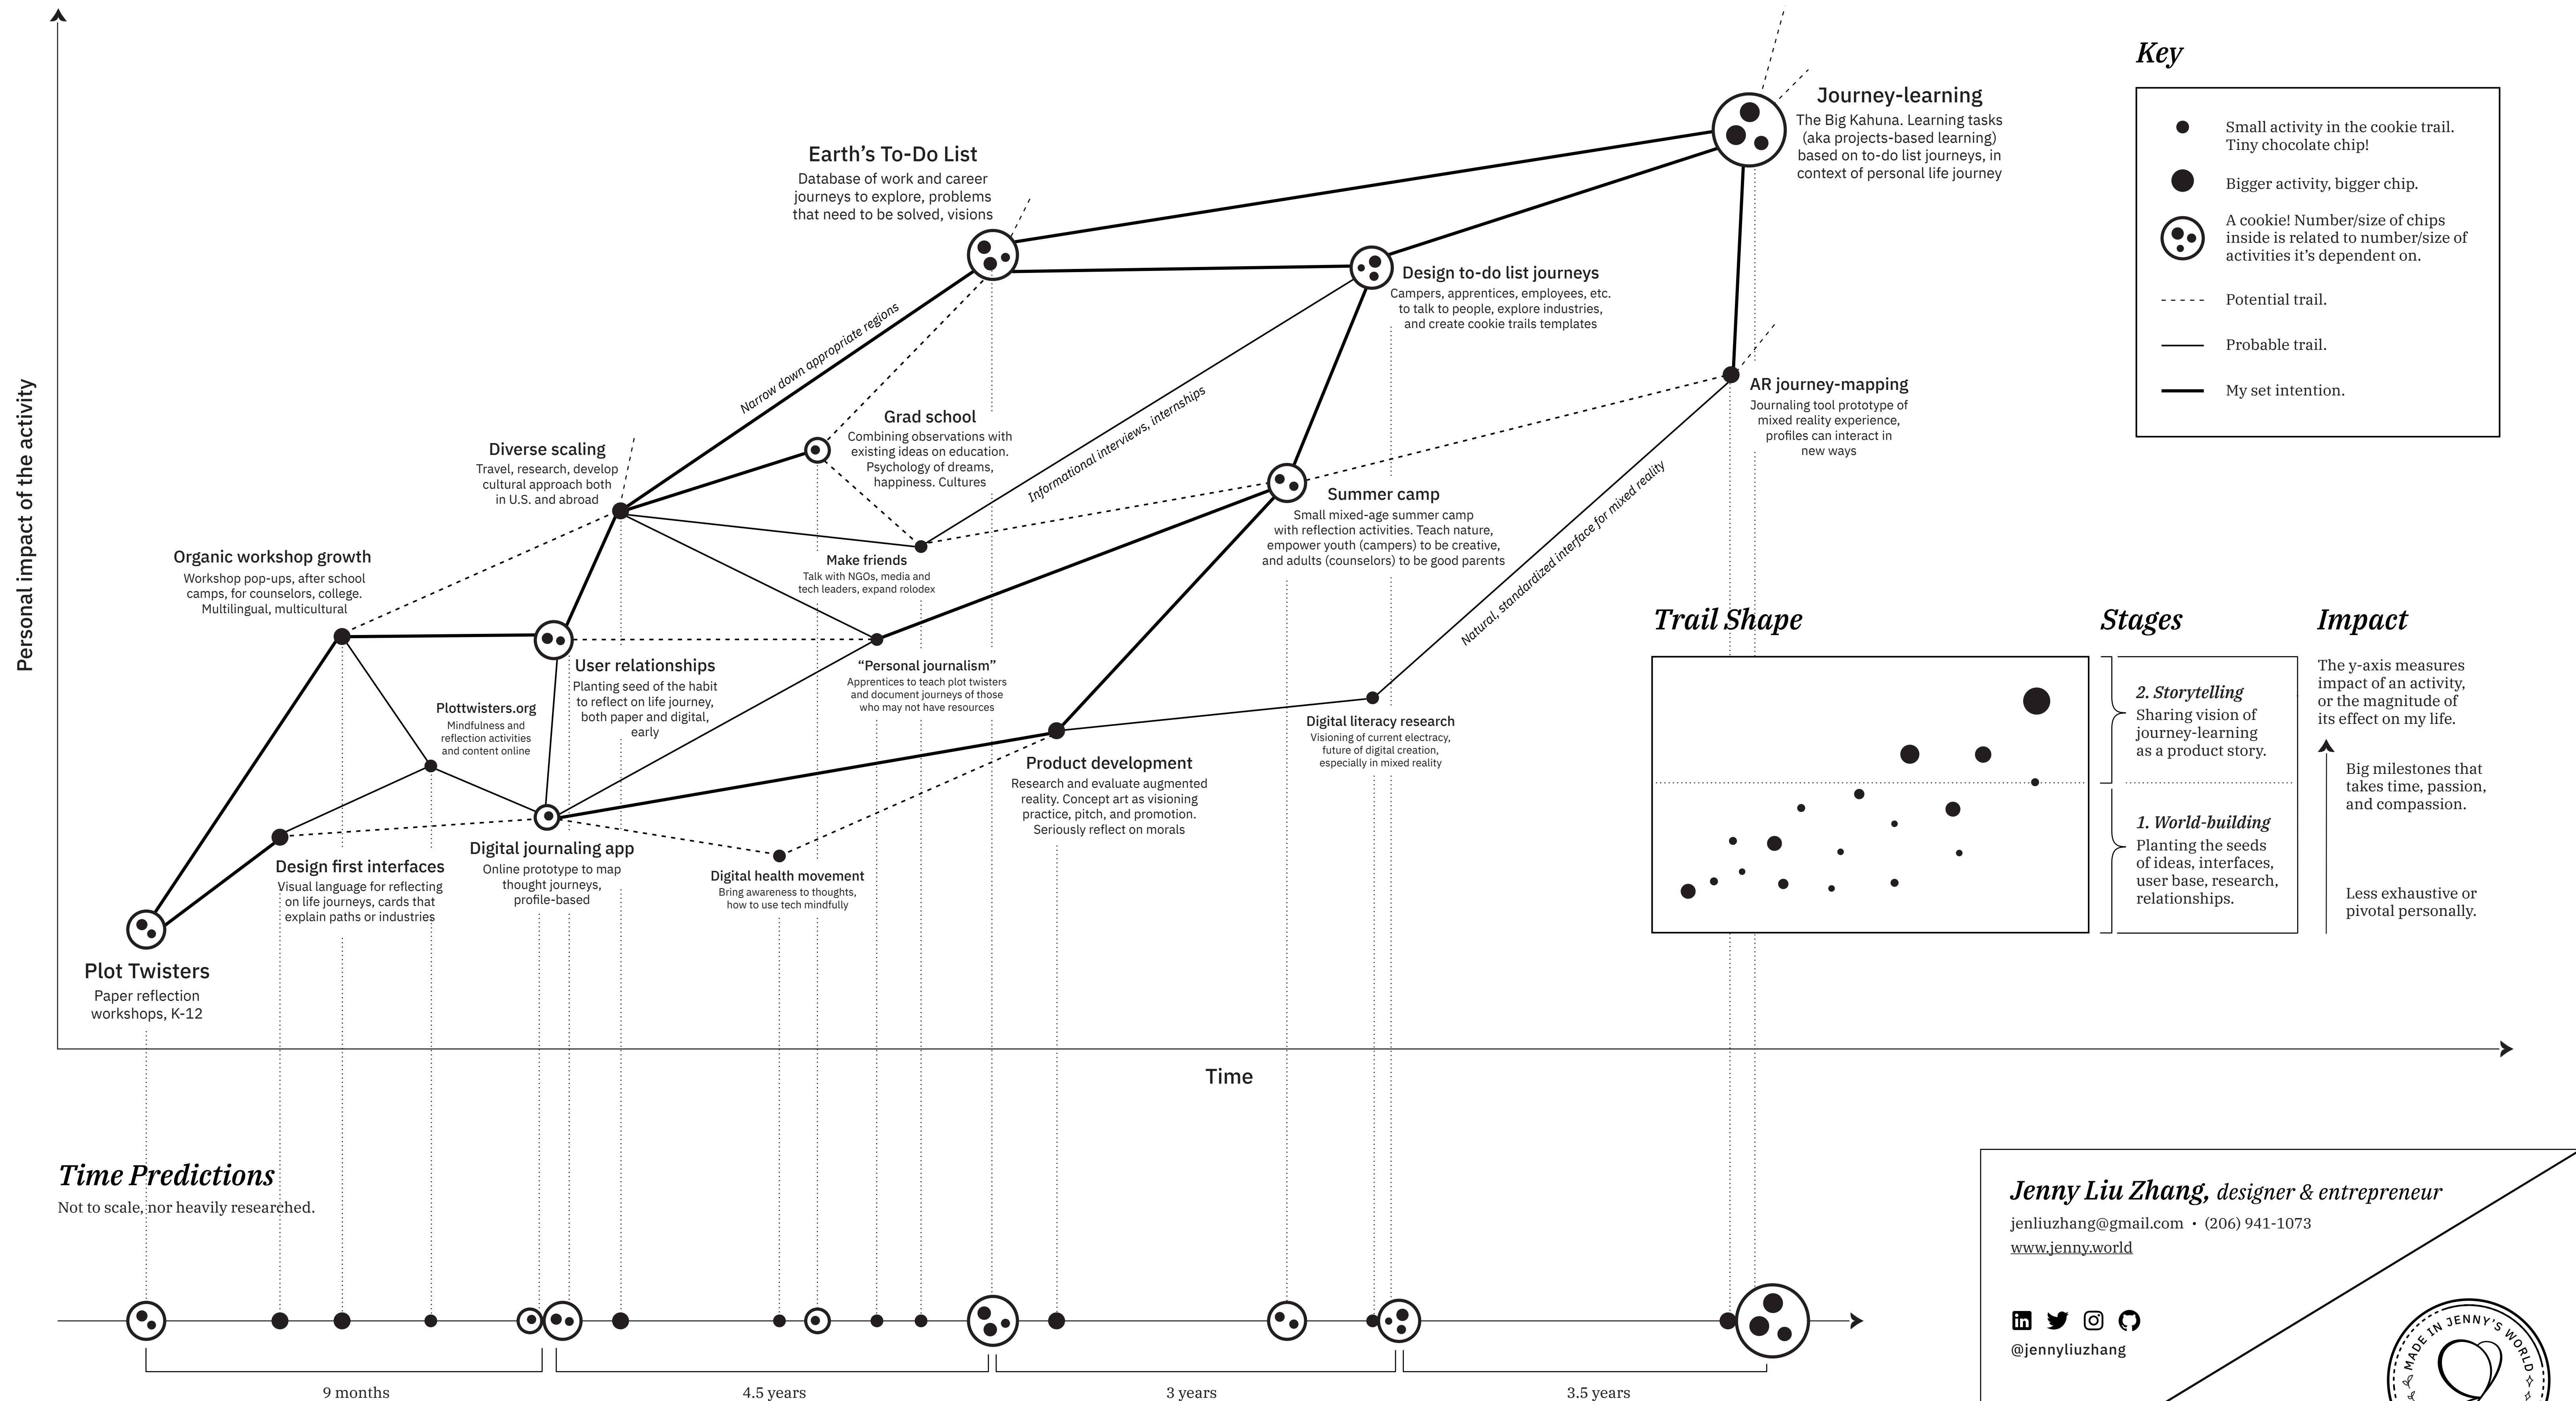 Personal impact of the activity
Earth’s To-Do List
Database of work and career
journeys to explore, problems
that need to be solved, visions
Journey-learning
The Big Kahuna. Learning tasks
(aka projects-based learning)
based on to-do list journeys, in
context of personal life journey
Key
Small activity in the cookie trail.
Tiny chocolate chip!
Bigger activity, bigger chip.
A cookie! Number/size of chips
inside is related to number/size of
activities it’s dependent on.
Potential trail.
Probable trail.
My set intention.
Narrow down appropriate regions
Design to-do list journeys
Campers, apprentices, employees, etc.
to talk to people, explore industries,
and create cookie trails templates
AR journey-mapping
Journaling tool prototype of
mixed reality experience,
profiles can interact in
new ways
Diverse scaling
Travel, research, develop
cultural approach both
in U.S. and abroad
Grad school
Combining observations with
existing ideas on education.
Psychology of dreams,
happiness. Cultures
Informational interviews, internships
Summer camp
Small mixed-age summer camp
with reflection activities. Teach nature,
empower youth (campers) to be creative,
and adults (counselors) to be good parents
Natural, standardized interface for mixed reality
Organic workshop growth
Workshop pop-ups, after school
camps, for counselors, college.
Multilingual, multicultural
Make friends
Talk with NGOs, media and
tech leaders, expand rolodex
User relationships
Planting seed of the habit
to reflect on life journey,
both paper and digital,
early
“Personal journalism”
Apprentices to teach plot twisters
and document journeys of those
who may not have resources
Plottwisters.org
Mindfulness and
reflection activities
and content online
Digital literacy research
Visioning of current electracy,
future of digital creation,
especially in mixed reality
Product development
Research and evaluate augmented
reality. Concept art as visioning
practice, pitch, and promotion.
Seriously reflect on morals
Design first interfaces
Visual language for reflecting
on life journeys, cards that
explain paths or industries
Digital journaling app
Online prototype to map
thought journeys,
profile-based
Digital health movement
Bring awareness to thoughts,
how to use tech mindfully
Plot Twisters
Paper reflection
workshops, K-12
Trail Shape
Stages
2. Storytelling
Sharing vision of
journey-learning
as a product story.
1. World-building
Planting the seeds
of ideas, interfaces,
user base, research,
relationships.
Impact
The y-axis measures
impact of an activity,
or the magnitude of
its effect on my life.
Big milestones that
takes time, passion,
and compassion.
Less exhaustive or
pivotal personally.
Time
Time Predictions
Not to scale, nor heavily researched.
9 months
4.5 years
3 years
3.5 years
Jenny Liu Zhang, designer & entrepreneur
jenliuzhang@gmail.com • (206) 941-1073
www.jenny.world
@jennyliuzhang
MADE IN JENNY’S WORLD